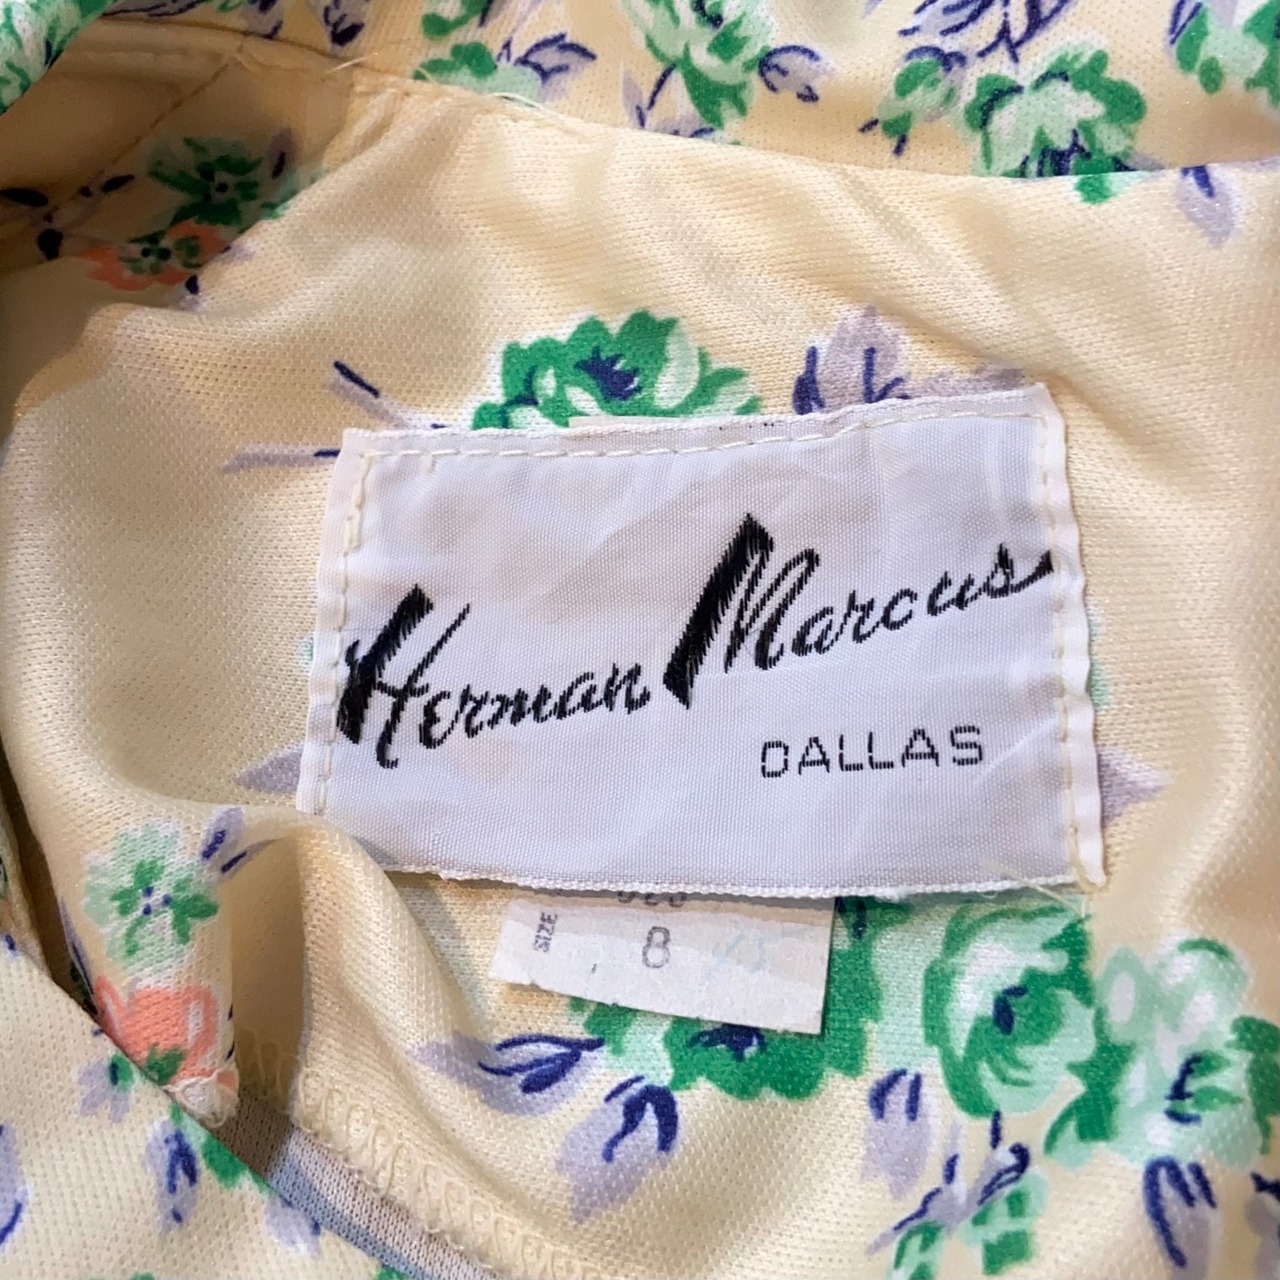 Herman Marcus
DALLAS
SIZE 8